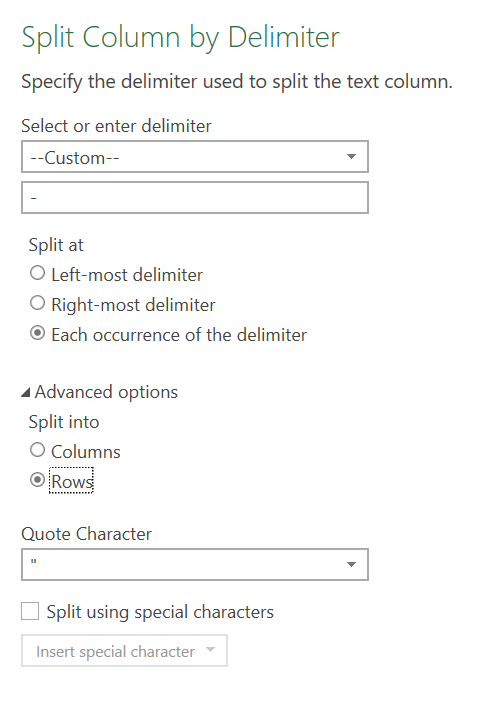 Split Column by Delimiter
Specify the delimiter used to split the text column.
Select or enter delimiter
--Custom--
-
Split at
Left-most delimiter
Right-most delimiter
Each occurrence of the delimiter
Advanced options
Split into
Columns
Rows
Quote Character
"
Split using special characters
Insert special character